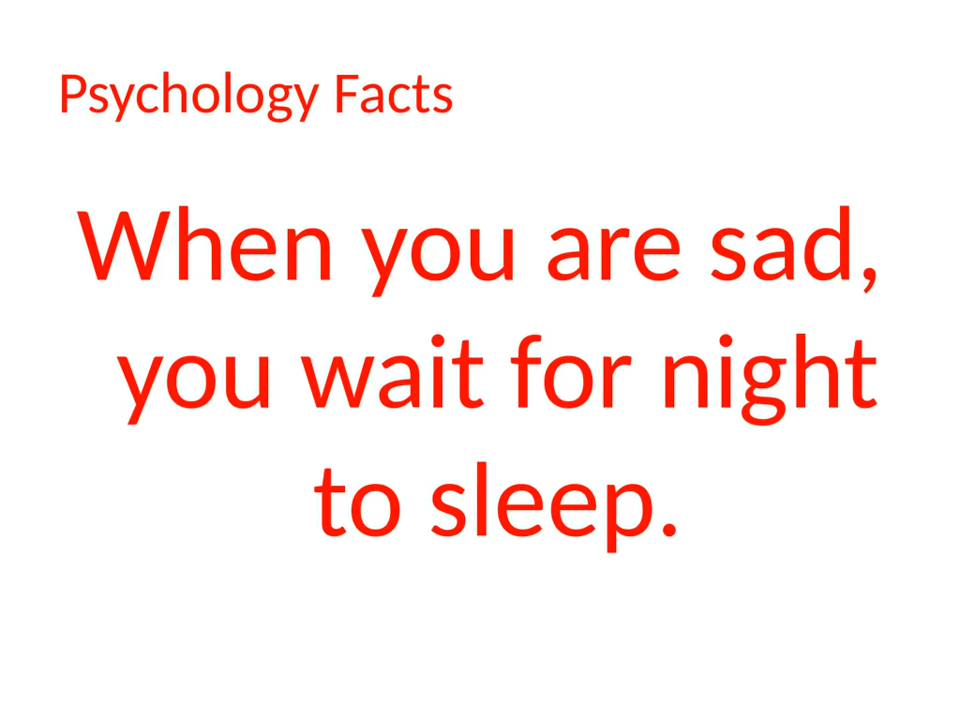 Psychology Facts
When you are sad,
you wait for night
to sleep.